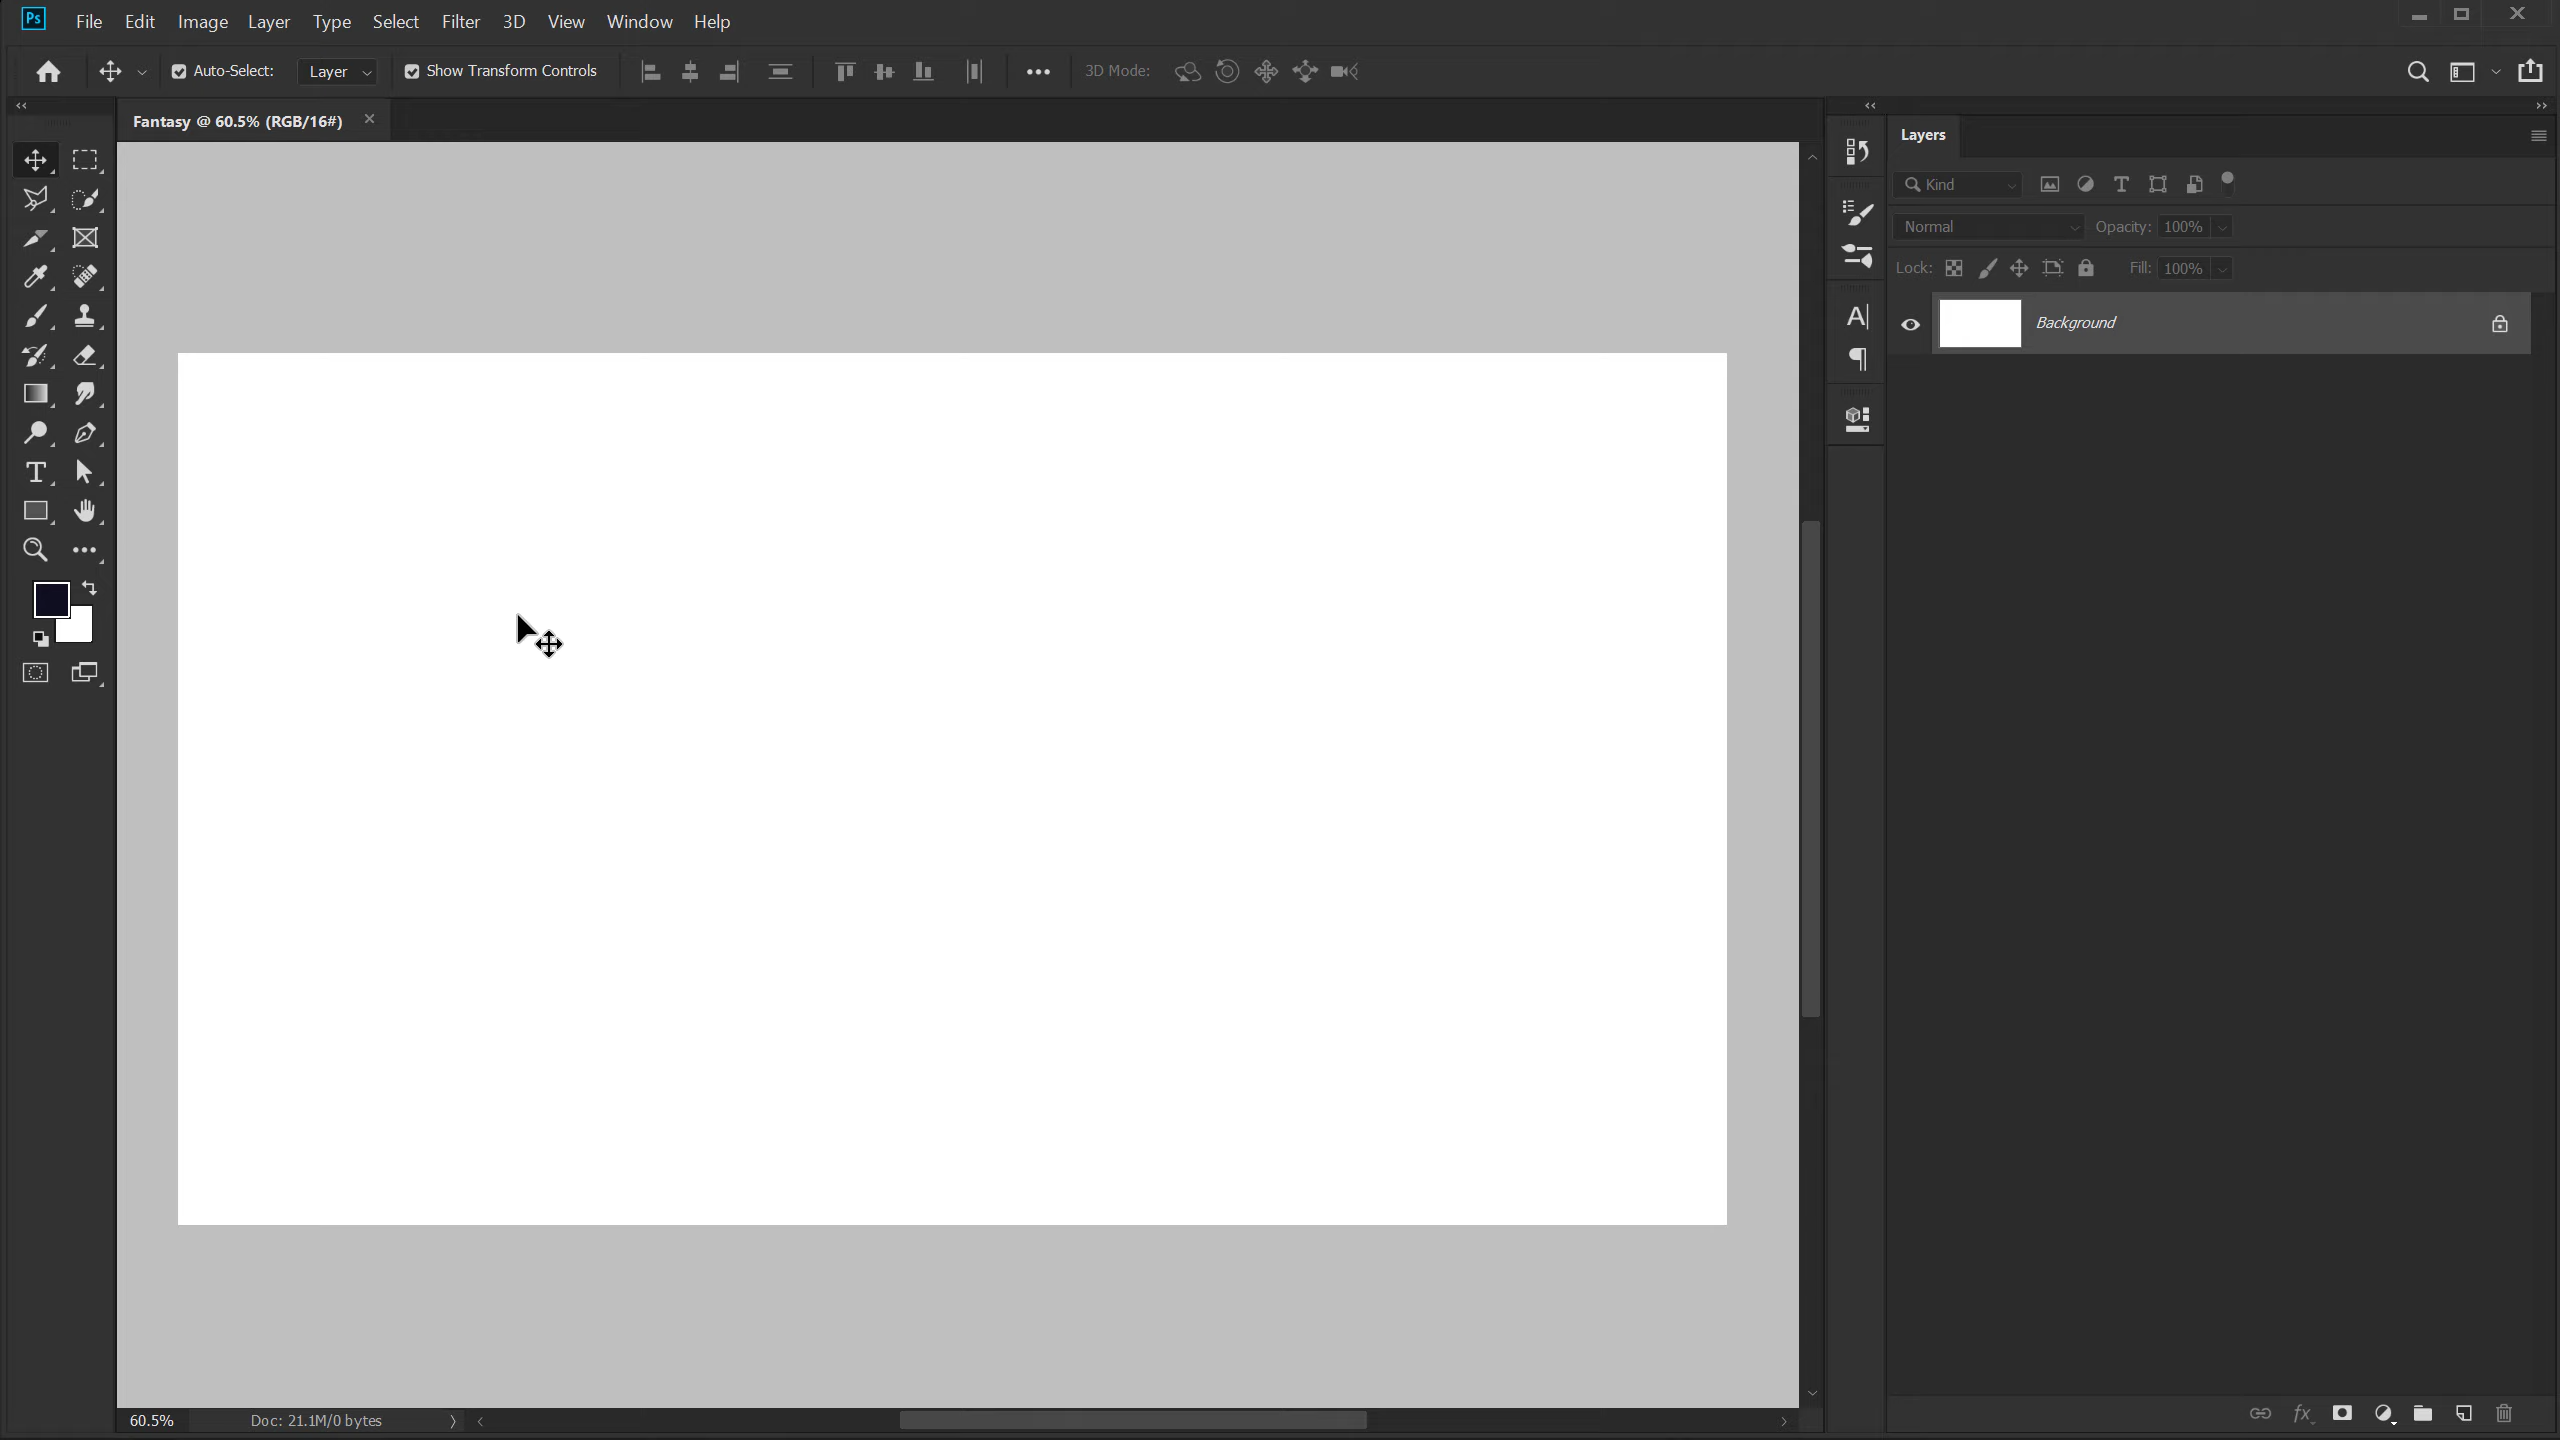 Ps File Edit Image Layer Type Select Filter 3D View Window Help
Auto-Select: Layer Show Transform Controls 3D Mode:
Fantasy @ 60.5% (RGB/16#)
Layers
Kind
Normal Opacity: 100%
Lock: Fill: 100%
Background
60.5% Doc: 21.1M/0 bytes
fx